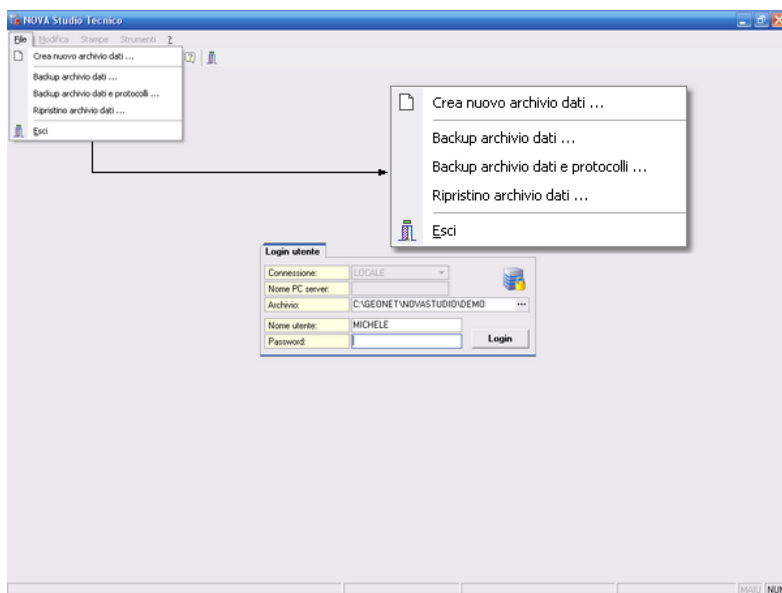 NOVA Studio Tecnico
File Modifica Stampe Strumenti ?
Crea nuovo archivio dati ...
Backup archivio dati ...
Backup archivio dati e protocolli ...
Ripristino archivio dati ...
Esci
Crea nuovo archivio dati ...
Backup archivio dati ...
Backup archivio dati e protocolli ...
Ripristino archivio dati ...
Esci
Login utente
Connessione: LOCALE
Nome PC server:
Archivio: C:\GEONET\NOVASTUDIO\DEMO ...
Nome utente: MICHELE
Password: Login
MAIU NUM